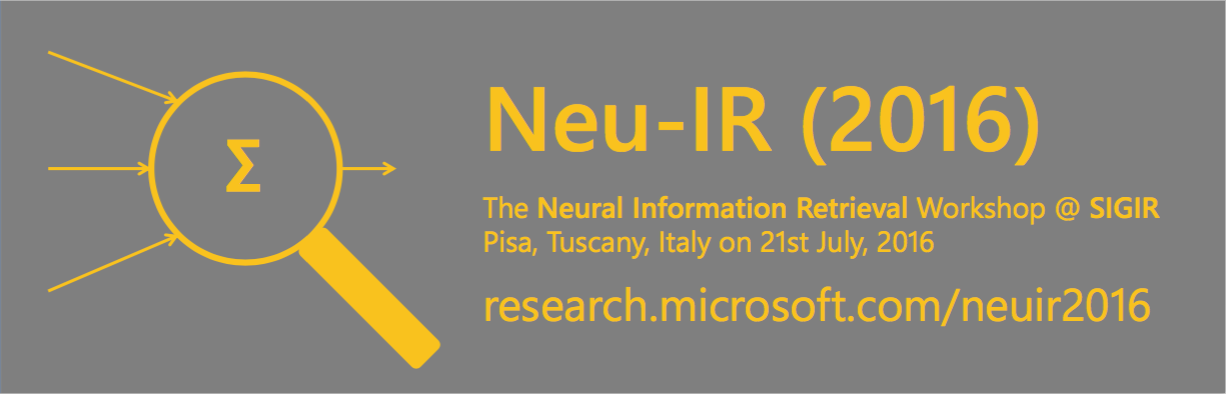 Σ
Neu-IR (2016)
The Neural Information Retrieval Workshop @ SIGIR
Pisa, Tuscany, Italy on 21st July, 2016
research.microsoft.com/neuir2016